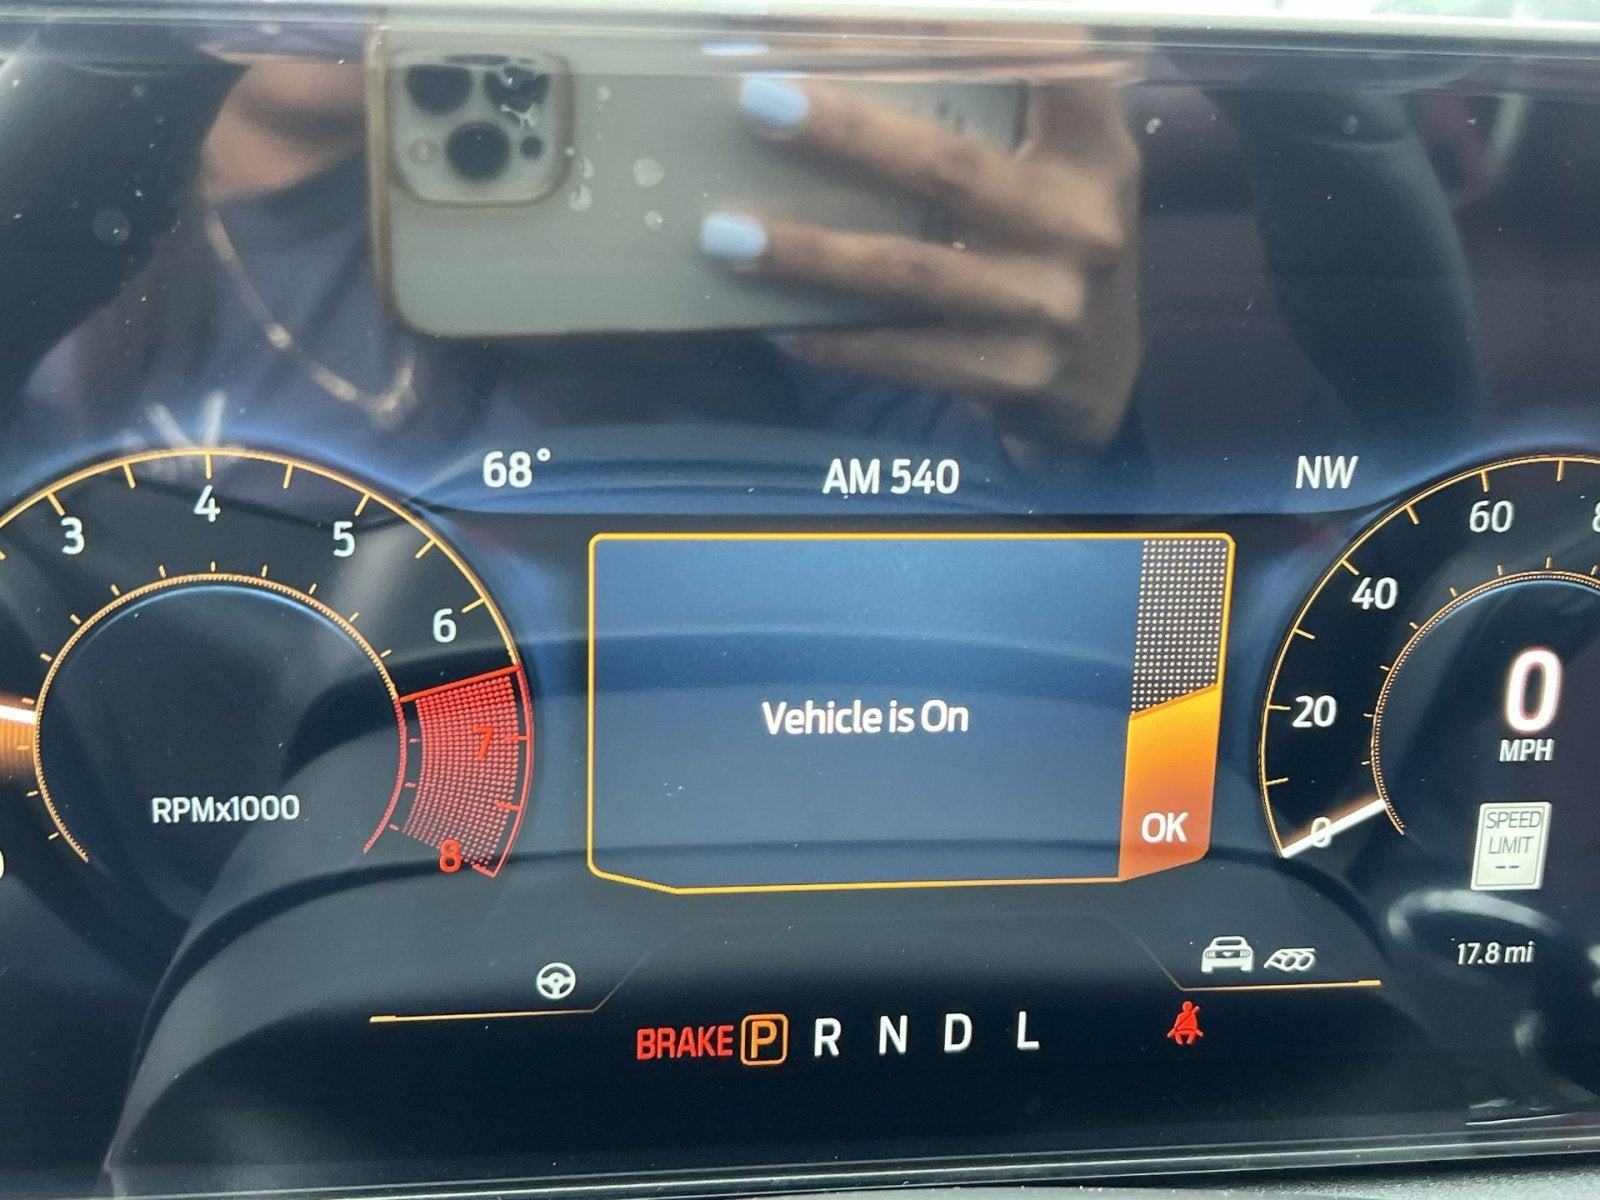 68°
AM 540
NW
3
4
5
6
7
8
RPMx1000
Vehicle is On
OK
60
40
20
0
0
MPH
SPEED
LIMIT
--
17.8 mi
BRAKE P R N D L